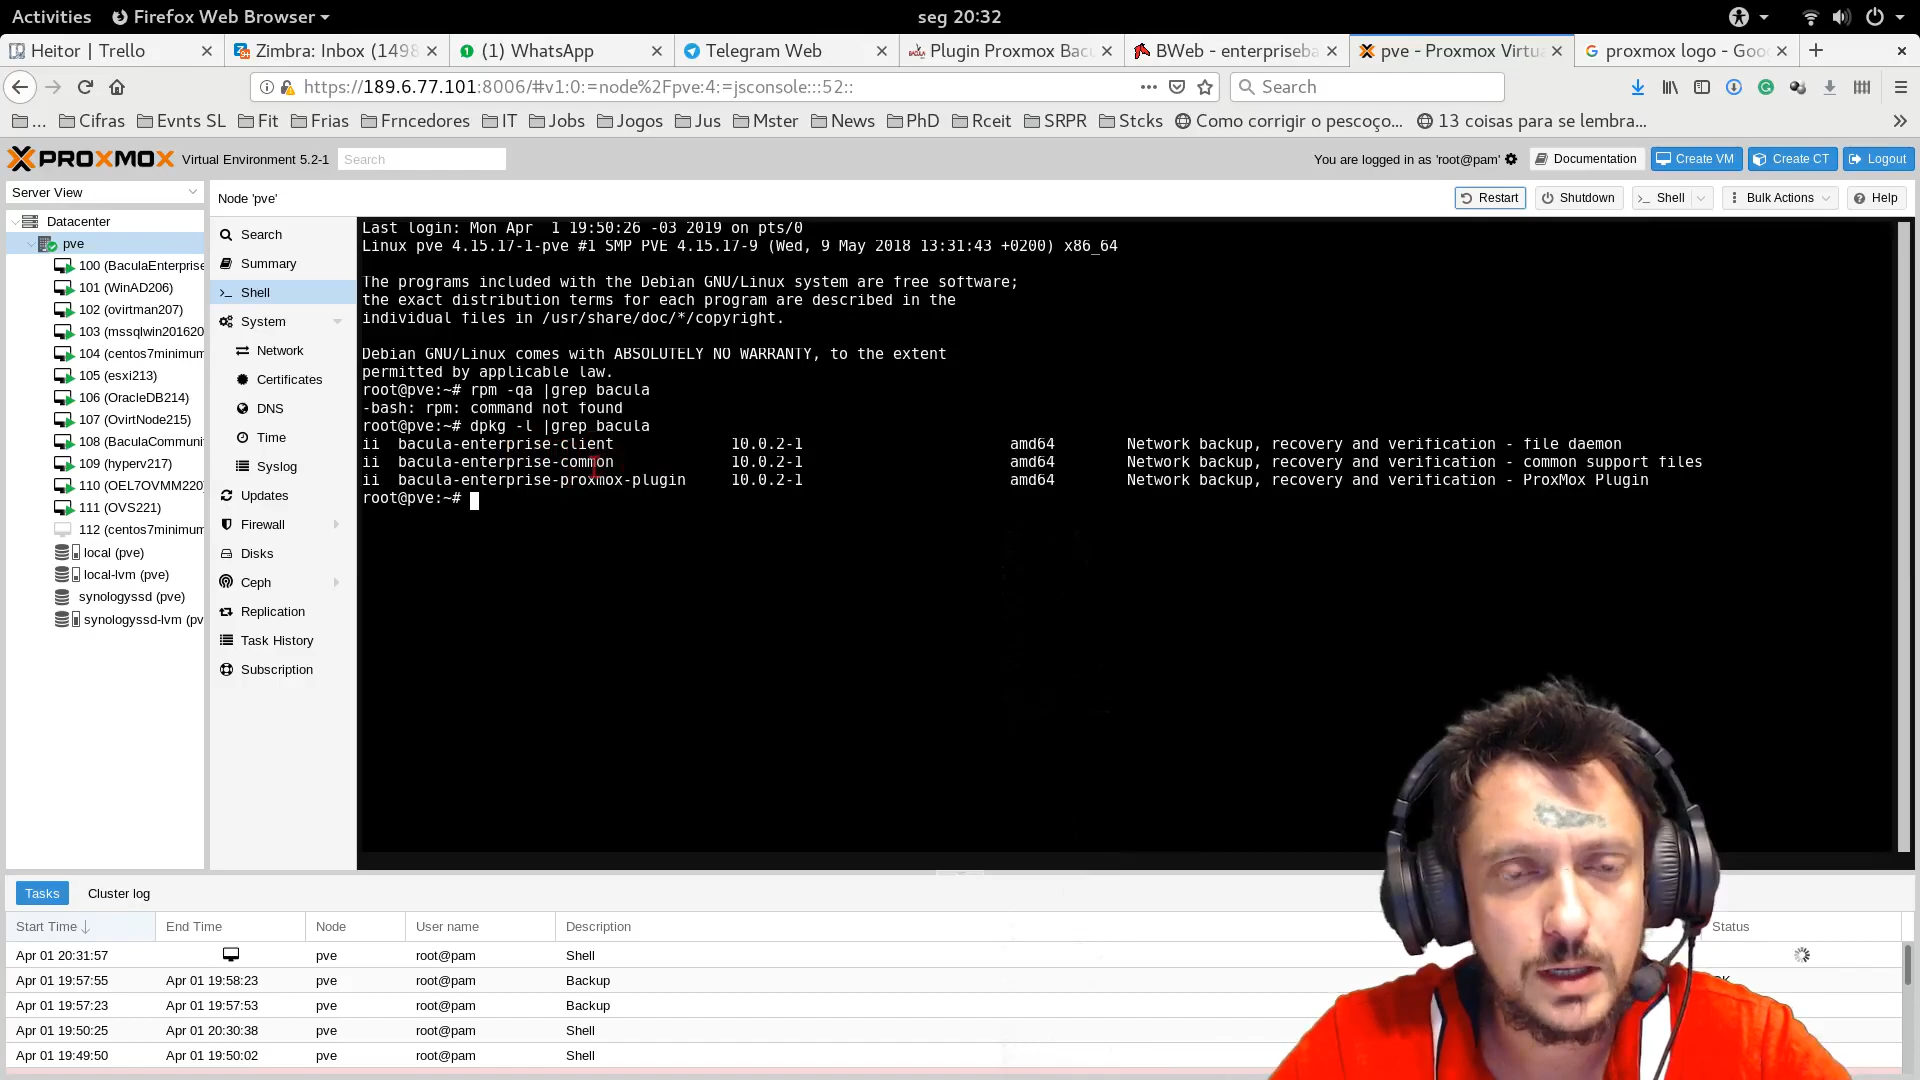 Activities Firefox Web Browser seg 20:32
Heitor | Trello Zimbra: Inbox (1498 (1) WhatsApp Telegram Web Plugin Proxmox Bac BWeb - enterpriseba pve - Proxmox Virtua proxmox logo - Goo
https://189.6.77.101:8006/#v1:0:=node%2Fpve:4:=jsconsole:::52:: Search
... Cifras Evnts SL Fit Frias Frncedores IT Jobs Jogos Jus Mster News PhD Rceit SRPR Stcks Como corrigir o pescoço... 13 coisas para se lembra...
PROXMOX Virtual Environment 5.2-1 Search You are logged in as 'root@pam' Documentation Create VM Create CT Logout
Server View
Node 'pve' Restart Shutdown Shell Bulk Actions Help
Datacenter
pve
100 (BaculaEnterprise
101 (WinAD206)
102 (ovirtman207)
103 (mssqlwin201620
104 (centos7minimum
105 (esxi213)
106 (OracleDB214)
107 (OvirtNode215)
108 (BaculaCommuni
109 (hyperv217)
110 (OEL7OVMM220
111 (OVS221)
112 (centos7minimum
local (pve)
local-lvm (pve)
synologyssd (pve)
synologyssd-lvm (pv
Search
Summary
Shell
System
Network
Certificates
DNS
Time
Syslog
Updates
Firewall
Disks
Ceph
Replication
Task History
Subscription
Last login: Mon Apr  1 19:50:26 -03 2019 on pts/0
Linux pve 4.15.17-1-pve #1 SMP PVE 4.15.17-9 (Wed, 9 May 2018 13:31:43 +0200) x86_64
The programs included with the Debian GNU/Linux system are free software;
the exact distribution terms for each program are described in the
individual files in /usr/share/doc/*/copyright.
Debian GNU/Linux comes with ABSOLUTELY NO WARRANTY, to the extent
permitted by applicable law.
root@pve:~# rpm -qa |grep bacula
-bash: rpm: command not found
root@pve:~# dpkg -l |grep bacula
ii bacula-enterprise-client 10.0.2-1 amd64 Network backup, recovery and verification - file daemon
ii bacula-enterprise-common 10.0.2-1 amd64 Network backup, recovery and verification - common support files
ii bacula-enterprise-proxmox-plugin 10.0.2-1 amd64 Network backup, recovery and verification - ProxMox Plugin
root@pve:~#
Tasks Cluster log
Start Time End Time Node User name Description Status
Apr 01 20:31:57 pve root@pam Shell
Apr 01 19:57:55 Apr 01 19:58:23 pve root@pam Backup
Apr 01 19:57:23 Apr 01 19:57:53 pve root@pam Backup
Apr 01 19:50:25 Apr 01 20:30:38 pve root@pam Shell
Apr 01 19:49:50 Apr 01 19:50:02 pve root@pam Shell